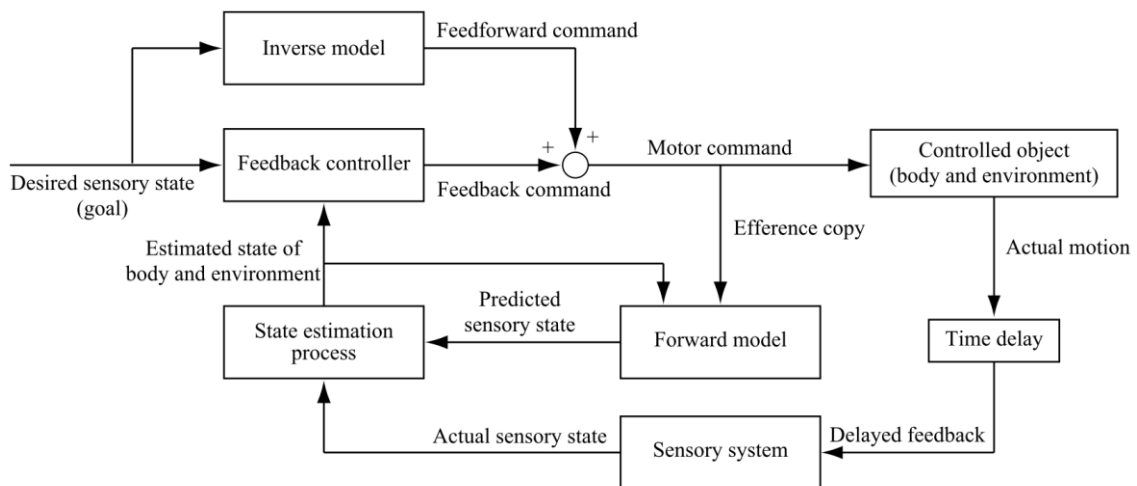 Inverse model
Feedforward command
+
+
Feedback controller
Feedback command
Motor command
Controlled object
(body and environment)
Desired sensory state
(goal)
Efference copy
Actual motion
Estimated state of
body and environment
Predicted
sensory state
State estimation
process
Forward model
Time delay
Actual sensory state
Sensory system
Delayed feedback